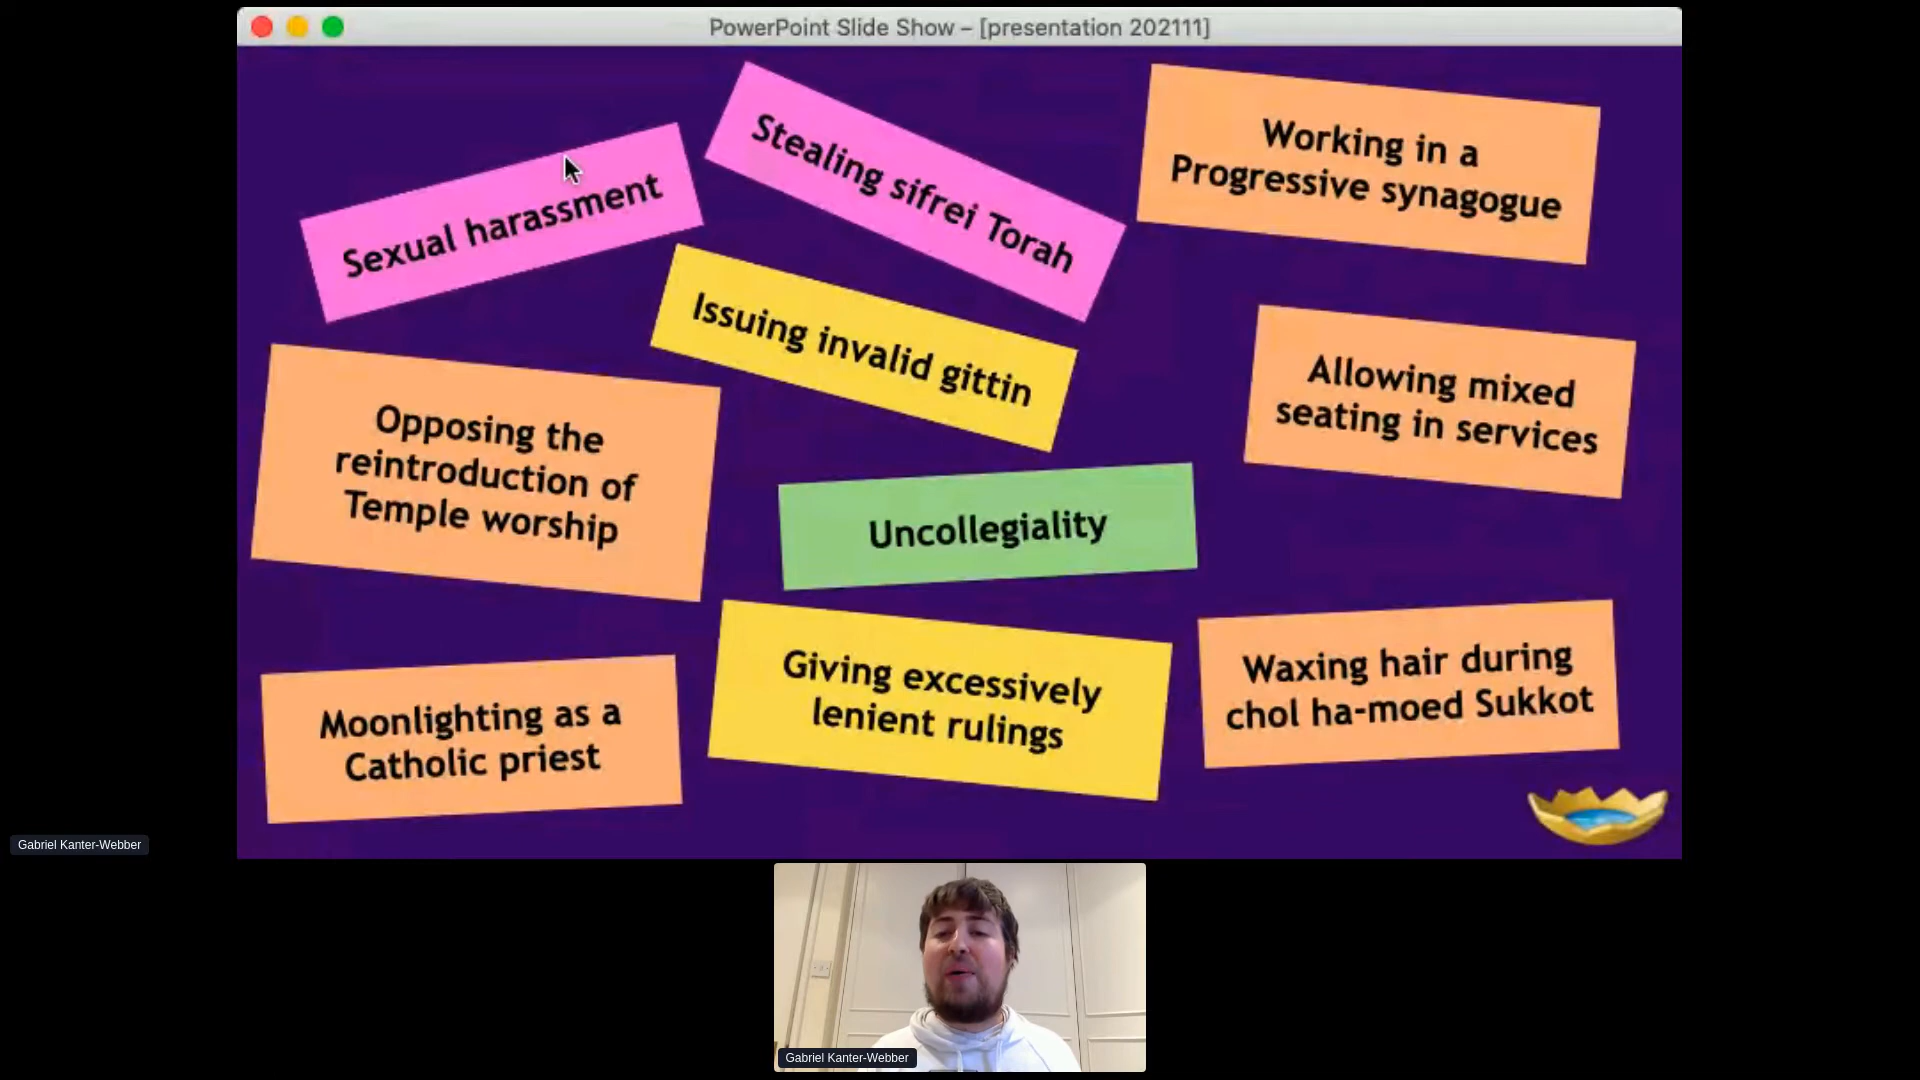 PowerPoint Slide Show – [presentation 202111]
Sexual harassment
Stealing sifrei Torah
Working in a
Progressive synagogue
Issuing invalid gittin
Opposing the
reintroduction of
Temple worship
Allowing mixed
seating in services
Uncollegiality
Moonlighting as a
Catholic priest
Giving excessively
lenient rulings
Waxing hair during
chol ha-moed Sukkot
Gabriel Kanter-Webber
Gabriel Kanter-Webber